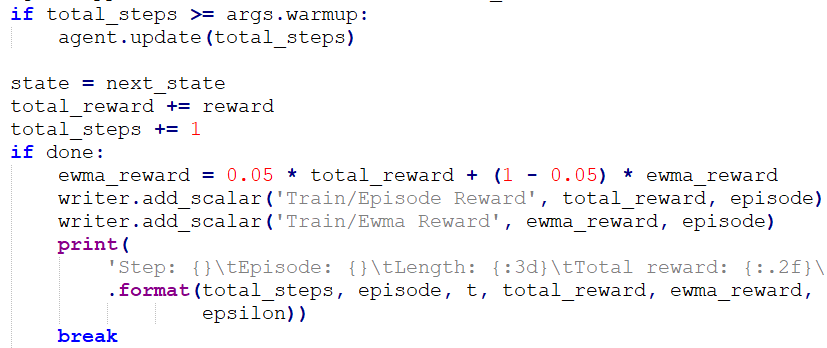 if total_steps >= args.warmup:
    agent.update(total_steps)

state = next_state
total_reward += reward
total_steps += 1
if done:
    ewma_reward = 0.05 * total_reward + (1 - 0.05) * ewma_reward
    writer.add_scalar('Train/Episode Reward', total_reward, episode)
    writer.add_scalar('Train/Ewma Reward', ewma_reward, episode)
    print(
        'Step: {}\tEpisode: {}\tLength: {:3d}\tTotal reward: {:.2f}\
        .format(total_steps, episode, t, total_reward, ewma_reward,
                epsilon))
    break